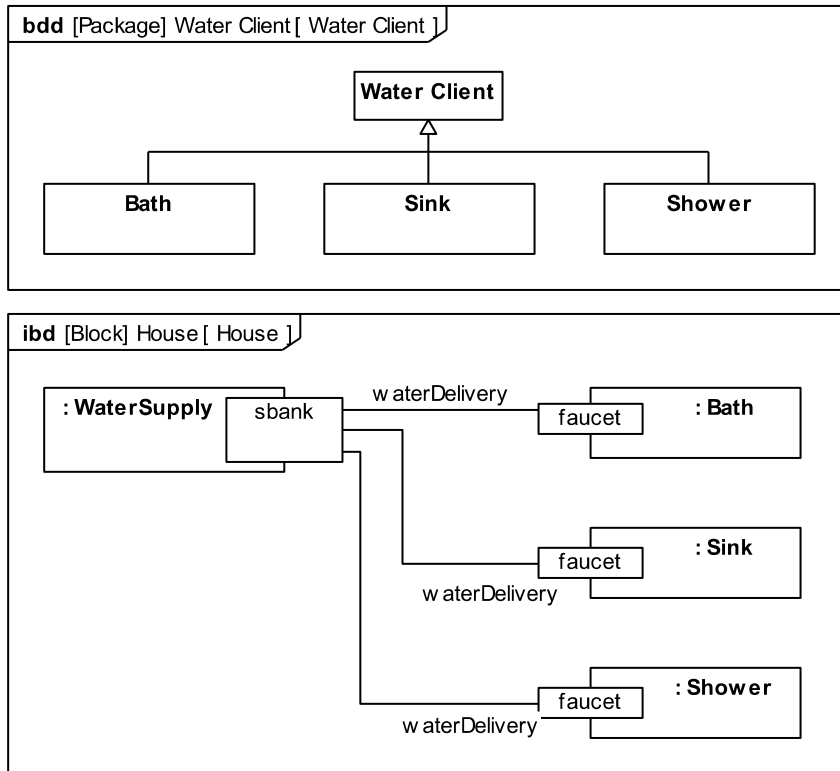 bdd [Package] Water Client [ Water Client ]
Water Client
Bath
Sink
Shower
ibd [Block] House [ House ]
: WaterSupply
sbank
waterDelivery
faucet
: Bath
faucet
: Sink
waterDelivery
faucet
: Shower
waterDelivery